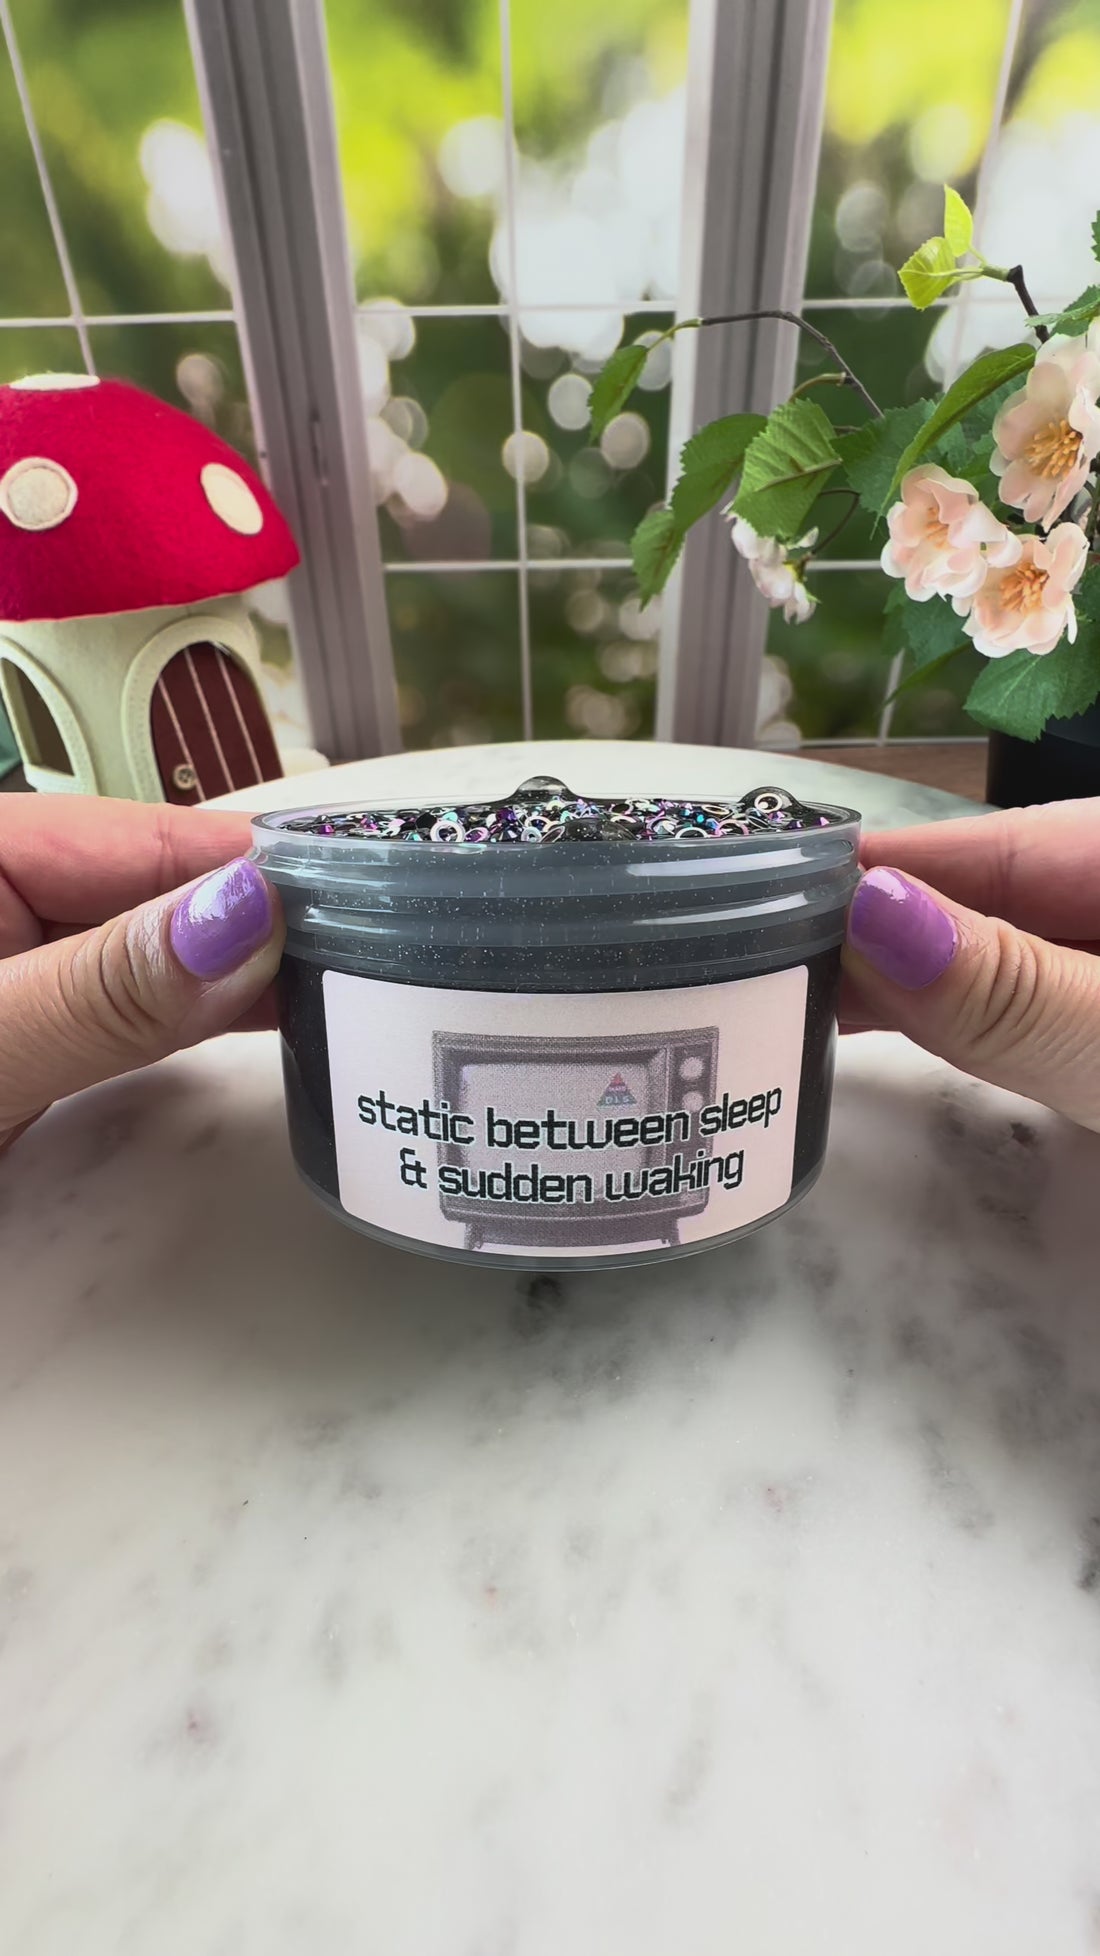 static between sleep
& sudden waking